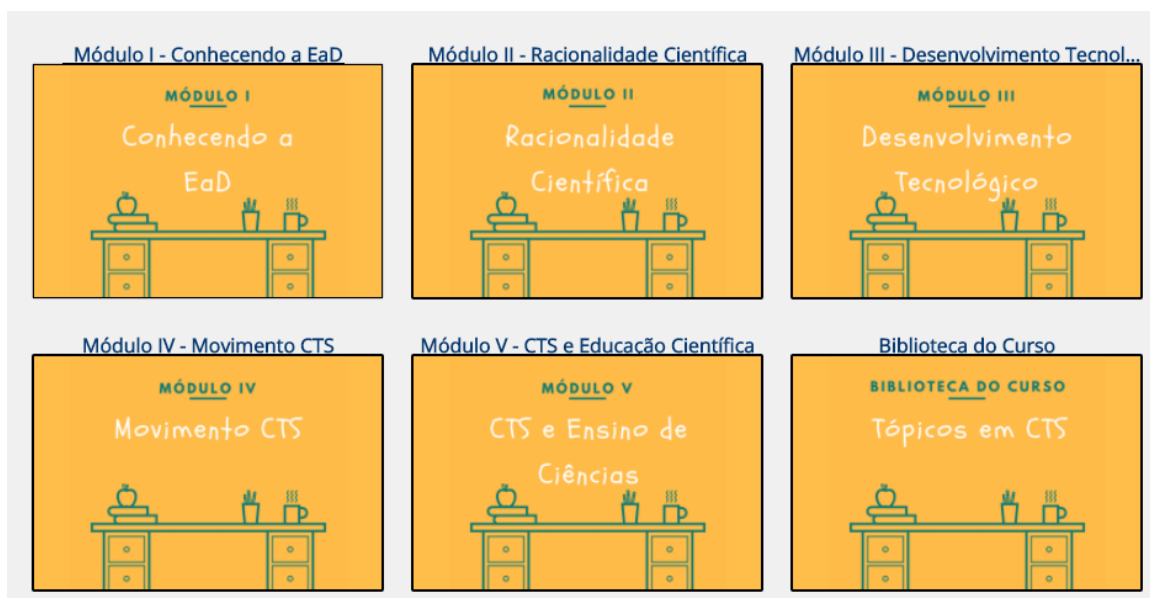 Módulo I - Conhecendo a EaD
Módulo II - Racionalidade Científica
Módulo III - Desenvolvimento Tecnol...
MÓDULO I
Conhecendo a
EaD
MÓDULO II
Racionalidade
Científica
MÓDULO III
Desenvolvimento
Tecnológico
Módulo IV - Movimento CTS
Módulo V - CTS e Educação Científica
Biblioteca do Curso
MÓDULO IV
Movimento CTS
MÓDULO V
CTS e Ensino de
Ciências
BIBLIOTECA DO CURSO
Tópicos em CTS